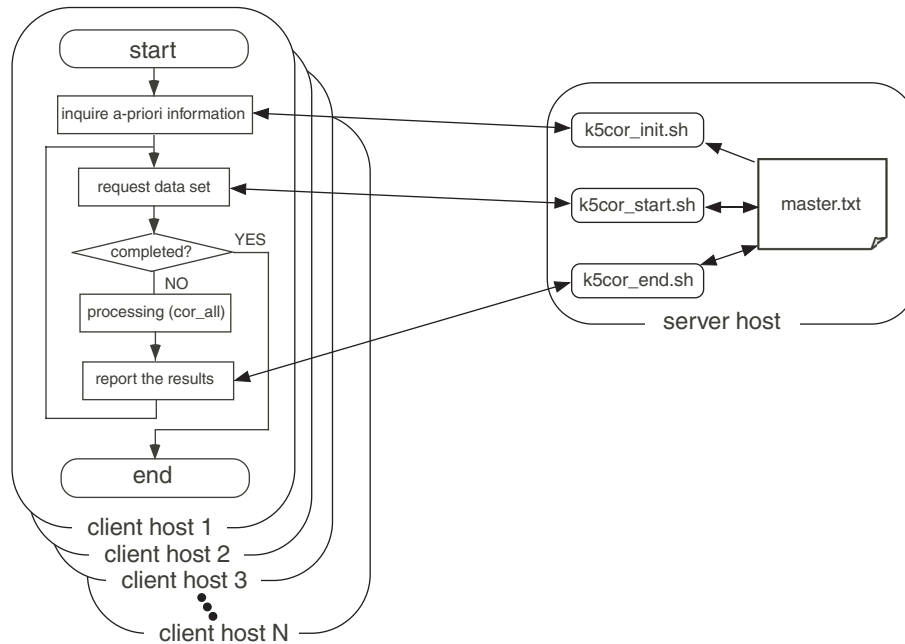 start
inquire a-priori information
request data set
completed?
YES
NO
processing (cor_all)
report the results
end
client host 1
client host 2
client host 3
client host N
k5cor_init.sh
k5cor_start.sh
k5cor_end.sh
master.txt
server host